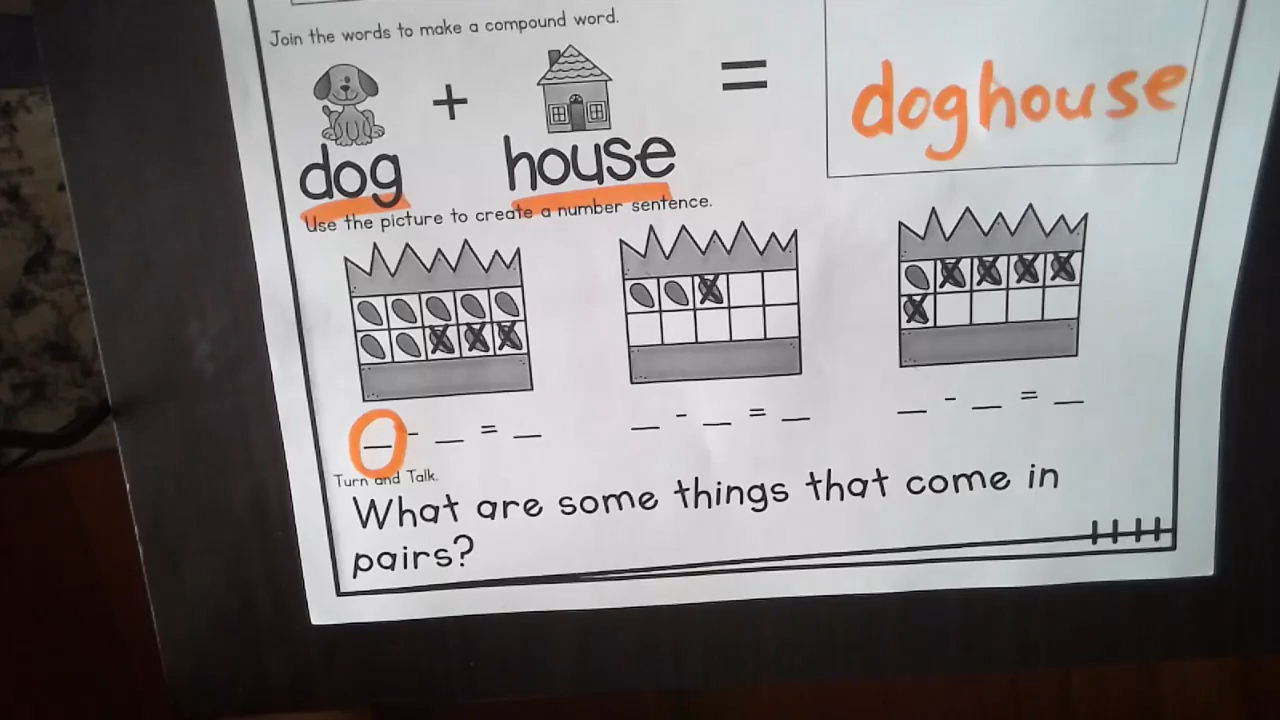 Join the words to make a compound word.
+ = doghouse
dog house
Use the picture to create a number sentence.
_ - _ = _ _ - _ = _ _ - _ = _
Turn and Talk.
What are some things that come in
pairs?